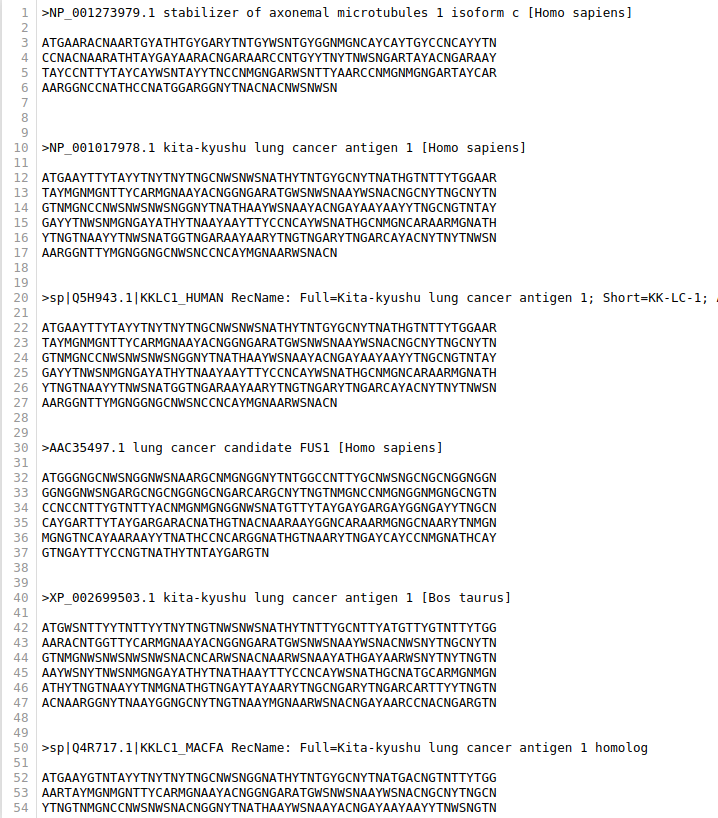 1 >NP_001273979.1 stabilizer of axonemal microtubules 1 isoform c [Homo sapiens]
2
3 ATGAARACNAARTGYATHTGYGARYTNTGYWSNTGYGGNMGNCAYCAYTGYCCNCAYYTN
4 CCNACNAARATHTAYGAYAARACNGARAARCCNTGYYTNYTNWSNGARTAYACNGARAAY
5 TAYCCNTTYTAYCAYWSNTAYYTNCCNMGNGARWSNTTYAARCCNMGNMGNGARTAYCAR
6 AARGGNCCNATHCCNATGGARGGNYTNACNACNWSNWSN
7
8
9
10 >NP_001017978.1 kita-kyushu lung cancer antigen 1 [Homo sapiens]
11
12 ATGAAYTTYTAYYTNYTNYTNGCNWSNWSNATHYTNTGYGCNYTNATHGTNTTYTGGAAR
13 TAYMGNMGNTTYCARMGNAAYACNGGNGARATGWSNWSNAAYWSNACNGCNYTNGCNYTN
14 GTNMGNCCNWSNWSNWSNGGNYTNATHAAYWSNAAYACNGAYAAYAAYYTNGCNGTNTAY
15 GAYYTNWSNMGNGAYATHYTNAAYAAYTTYCCNCAYWSNATHGCNMGNCARAARMGNATH
16 YTNGTNAAYYTNWSNATGGTNGARAAYAARYTNGTNGARYTNGARCAYACNYTNYTNWSN
17 AARGGNTTYMGNGGNGCNWSNCCNCAYMGNAARWSNACN
18
19
20 >sp|Q5H943.1|KKLC1_HUMAN RecName: Full=Kita-kyushu lung cancer antigen 1; Short=KK-LC-1;
21
22 ATGAAYTTYTAYYTNYTNYTNGCNWSNWSNATHYTNTGYGCNYTNATHGTNTTYTGGAAR
23 TAYMGNMGNTTYCARMGNAAYACNGGNGARATGWSNWSNAAYWSNACNGCNYTNGCNYTN
24 GTNMGNCCNWSNWSNWSNGGNYTNATHAAYWSNAAYACNGAYAAYAAYYTNGCNGTNTAY
25 GAYYTNWSNMGNGAYATHYTNAAYAAYTTYCCNCAYWSNATHGCNMGNCARAARMGNATH
26 YTNGTNAAYYTNWSNATGGTNGARAAYAARYTNGTNGARYTNGARCAYACNYTNYTNWSN
27 AARGGNTTYMGNGGNGCNWSNCCNCAYMGNAARWSNACN
28
29
30 >AAC35497.1 lung cancer candidate FUS1 [Homo sapiens]
31
32 ATGGGNGCNWSNGGNWSNAARGCNMGNGGNYTNTGGCCNTTYGCNWSNGCNGCNGGNGGN
33 GGNGGNWSNGARGCNGCNGGNGCNGARCARGCNYTNGTNMGNCCNMGNGGNMGNGCNGTN
34 CCNCCNTTYGTNTTYACNMGNMGNGGNWSNATGTTYTAYGAYGARGAYGGNGAYYTNGCN
35 CAYGARTTYTAYGARGARACNATHGTNACNAARAAYGGNCARAARMGNGCNAARYTNMGN
36 MGNGTNCAYAARAAYYTNATHCCNCARGGNATHGTNAARYTNGAYCAYCCNMGNATHCAY
37 GTNGAYTTYCCNGTNATHYTNTAYGARGTN
38
39
40 >XP_002699503.1 kita-kyushu lung cancer antigen 1 [Bos taurus]
41
42 ATGWSNTTYYTNTTYYTNYTNGTNWSNWSNATHYTNTTYGCNTTYATGTTYGTNTTYTGG
43 AARACNTGGTTYCARMGNAAYACNGGNGARATGWSNWSNAAYWSNACNWSNYTNGCNYTN
44 GTNMGNWSNWSNWSNWSNACNCARWSNACNAARWSNAAYATHGAYAARWSNYTNYTNGTN
45 AAYWSNYTNWSNMGNGAYATHYTNATHAAYTTYCCNCAYWSNATHGCNATGCARMGNMGN
46 ATHYTNGTNAAYYTNMGNATHGTNGAYTAYAARYTNGCNGARYTNGARCARTTYYTNGTN
47 ACNAARGGNYTNAAYGGNGCNYTNGTNAAYMGNAARWSNACNGAYAARCCNACNGARGTN
48
49
50 >sp|Q4R717.1|KKLC1_MACFA RecName: Full=Kita-kyushu lung cancer antigen 1 homolog
51
52 ATGAAYGTNTAYYTNYTNYTNGCNWSNGGNATHYTNTGYGCNYTNATGACNGTNTTYTGG
53 AARTAYMGNMGNTTYCARMGNAAYACNGGNGARATGWSNWSNAAYWSNACNGCNYTNGCN
54 YTNGTNMGNCCNWSNWSNACNGGNYTNATHAAYWSNAAYACNGAYAAYAAYYTNWSNGTN